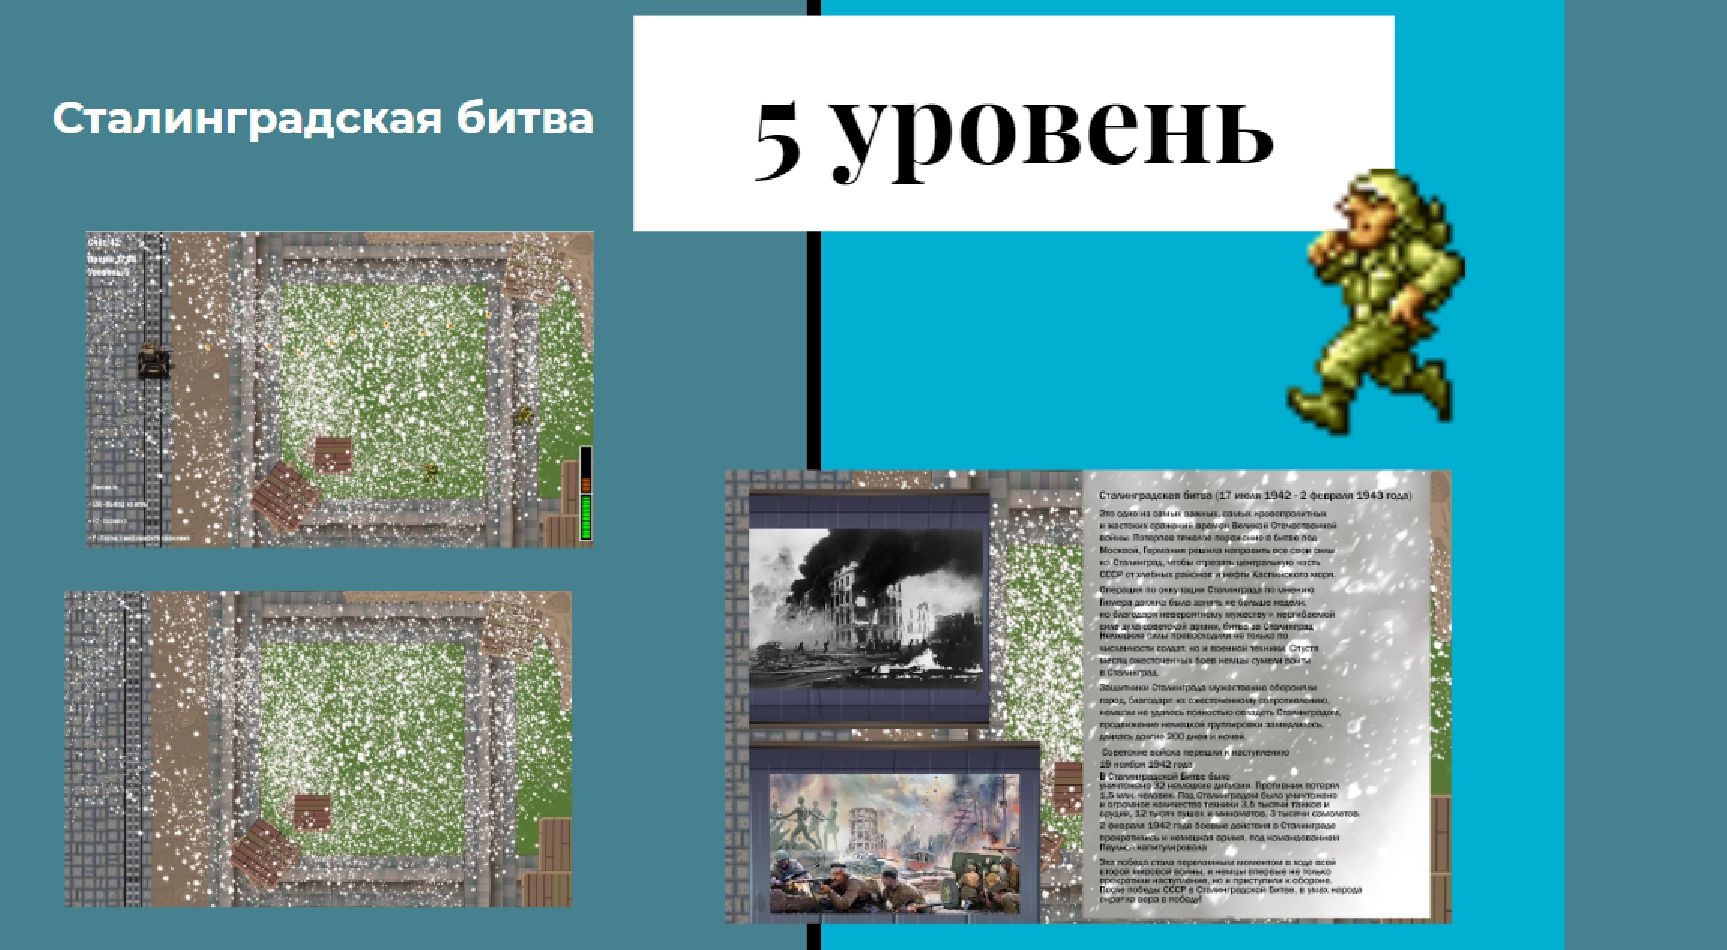 Сталинградская битва
5 уровень
Уровень: 5
Сталинградская битва (17 июля 1942 - 2 февраля 1943 года)
Это одно из самых важных, самых кровопролитных
и жестоких сражений времен Великой Отечественной
войны. Потерпев тяжелое поражение в битве под
Москвой, Германия решила направить все свои силы
на Сталинград, чтобы отрезать центральную часть
СССР от хлебных районов и нефти Каспийского моря.
Операция по оккупации Сталинграда по мнению
Гитлера должна была занять не больше недели,
но благодаря невероятному мужеству и несгибаемой
силе духа советской армии, битва за Сталинград
Немецкие силы превосходили не только по
численности солдат, но и военной техники. Спустя
месяц ожесточенных боев немцы сумели войти
в Сталинград.
Защитники Сталинграда мужественно обороняли
город, благодаря их ожесточенному сопротивлению,
немцам не удалось полностью овладеть Сталинградом,
продвижение немецкой группировки замедлилось.
длилась долгие 200 дней и ночей.
Советские войска перешли к наступлению
19 ноября 1942 года
В Сталинградской Битве было
уничтожено 32 немецкие дивизии. Противник потерял
1,5 млн. человек. Под Сталинградом было уничтожено
и огромное количество техники 3,5 тысячи танков и
орудий, 12 тысяч пушек и минометов, 3 тысячи самолетов.
2 февраля 1942 года боевые действия в Сталинграде
прекратились и немецкая армия, под командованием
Паулюса капитулировала
Эта победа стала переломным моментом в ходе всей
второй мировой войны, и немцы впервые не только
прекратили наступление, но и приступили к обороне.
После победы СССР в Сталинградской Битве, в умах народа
окрепла вера в победу!